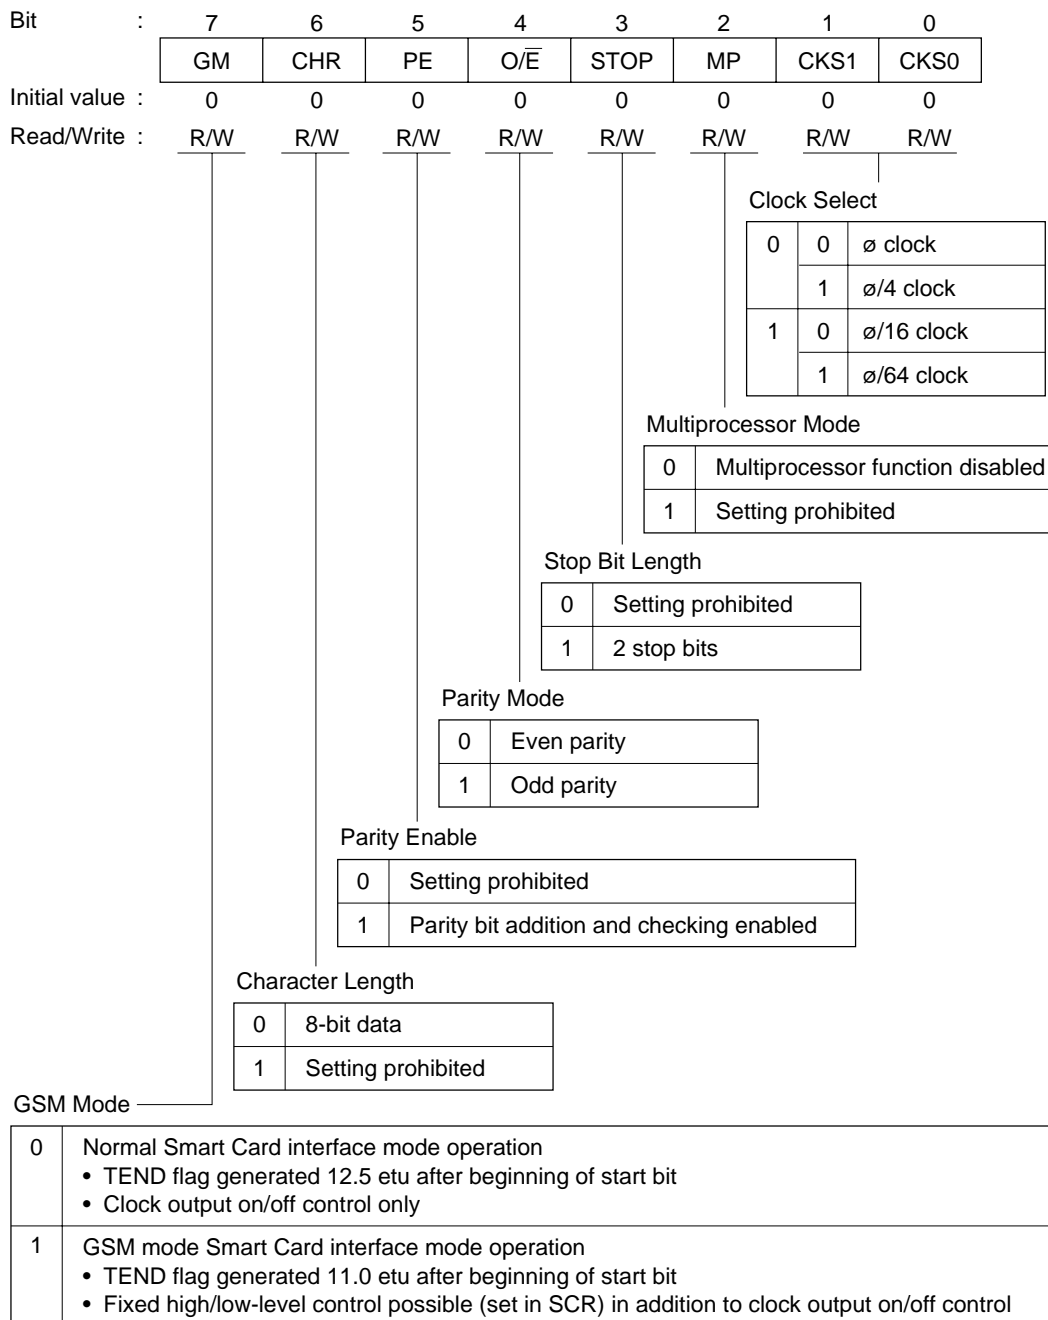 Bit : 7 6 5 4 3 2 1 0
GM CHR PE O/E̅ STOP MP CKS1 CKS0
Initial value : 0 0 0 0 0 0 0 0
Read/Write : R/W R/W R/W R/W R/W R/W R/W R/W
Clock Select
0 0 ø clock
1 ø/4 clock
1 0 ø/16 clock
1 ø/64 clock
Multiprocessor Mode
0 Multiprocessor function disabled
1 Setting prohibited
Stop Bit Length
0 Setting prohibited
1 2 stop bits
Parity Mode
0 Even parity
1 Odd parity
Parity Enable
0 Setting prohibited
1 Parity bit addition and checking enabled
Character Length
0 8-bit data
1 Setting prohibited
GSM Mode
0 Normal Smart Card interface mode operation
• TEND flag generated 12.5 etu after beginning of start bit
• Clock output on/off control only
1 GSM mode Smart Card interface mode operation
• TEND flag generated 11.0 etu after beginning of start bit
• Fixed high/low-level control possible (set in SCR) in addition to clock output on/off control